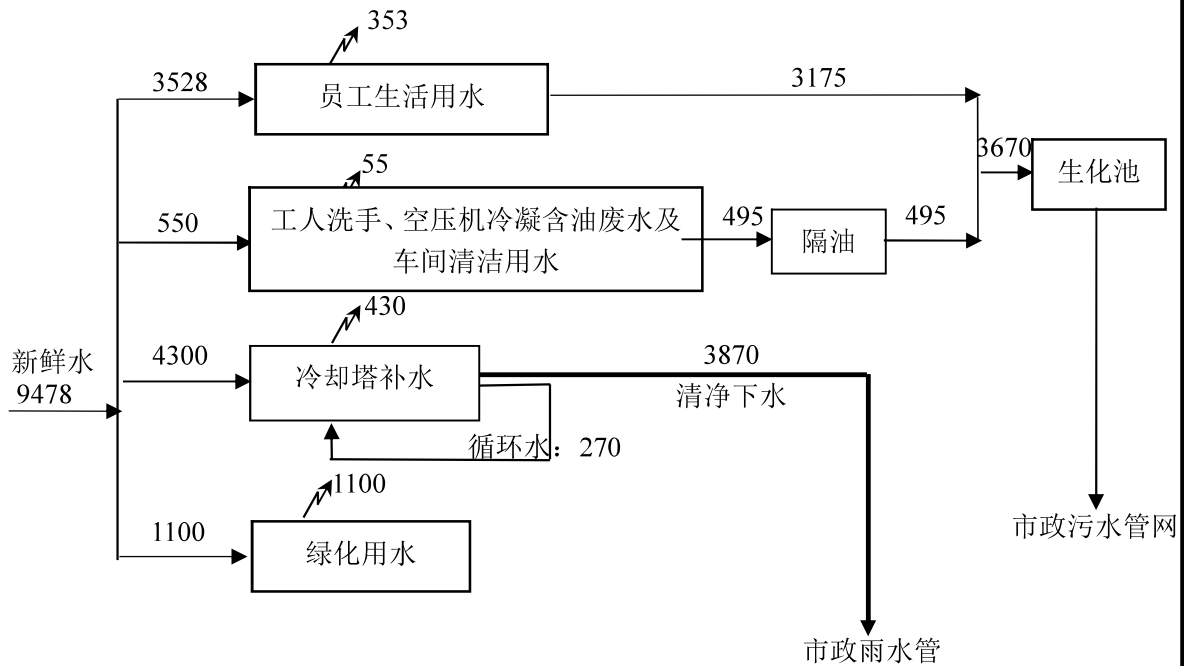 353
3528
员工生活用水
3175
3670
生化池
55
550
工人洗手、空压机冷凝含油废水及
车间清洁用水
495
隔油
495
430
新鲜水
9478
4300
冷却塔补水
3870
清净下水
循环水：270
1100
1100
绿化用水
市政污水管网
市政雨水管